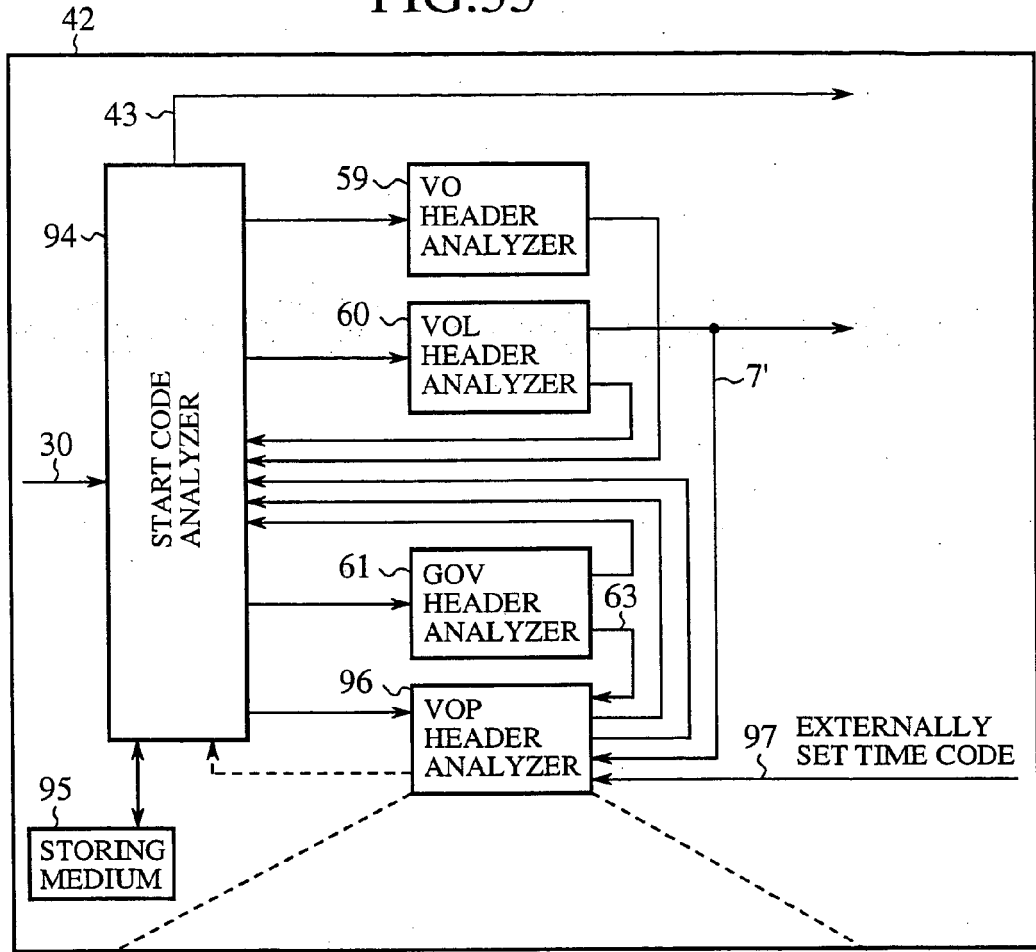 FIG.55
42
43
59
VO
HEADER
ANALYZER
94
60
VOL
HEADER
ANALYZER
7'
30
START CODE
ANALYZER
61
GOV
HEADER
ANALYZER
63
96
VOP
HEADER
ANALYZER
97
EXTERNALLY
SET TIME CODE
95
STORING
MEDIUM